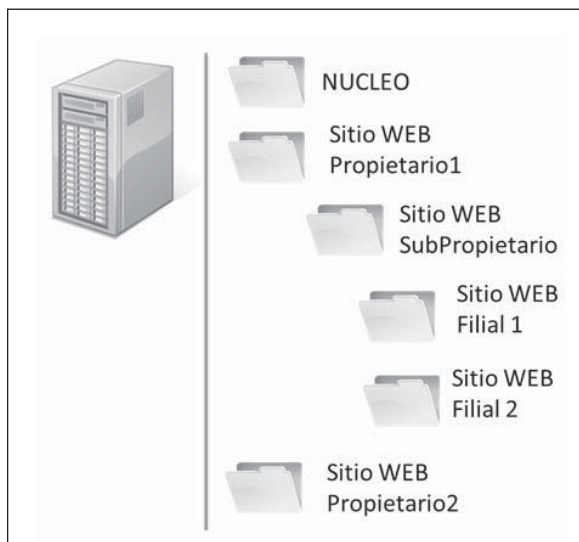 NUCLEO
Sitio WEB
Propietario1
Sitio WEB
SubPropietario
Sitio WEB
Filial 1
Sitio WEB
Filial 2
Sitio WEB
Propietario2